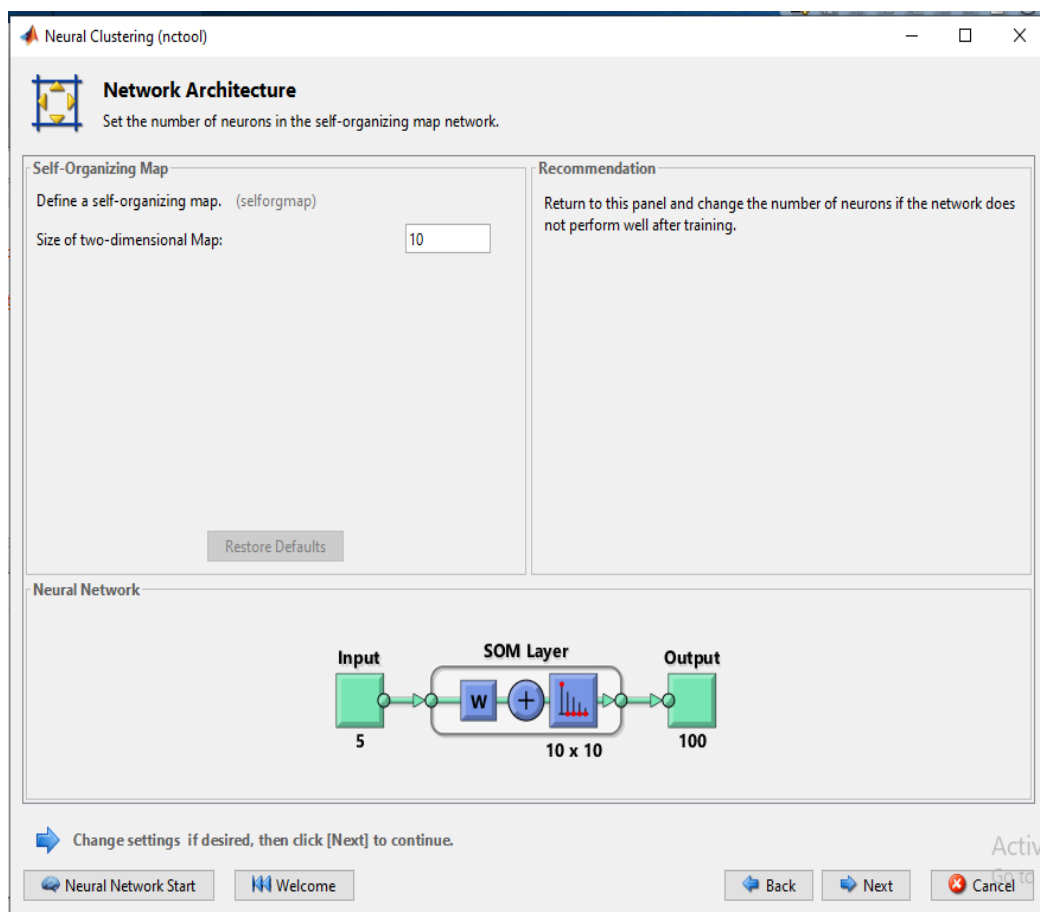 Neural Clustering (nctool)
Network Architecture
Set the number of neurons in the self-organizing map network.
Self-Organizing Map
Define a self-organizing map. (selforgmap)
Size of two-dimensional Map: 10
Restore Defaults
Recommendation
Return to this panel and change the number of neurons if the network does
not perform well after training.
Neural Network
Input
SOM Layer
Output
W
5
10 x 10
100
Change settings if desired, then click [Next] to continue.
Activ
Go to
Neural Network Start
Welcome
Back
Next
Cancel